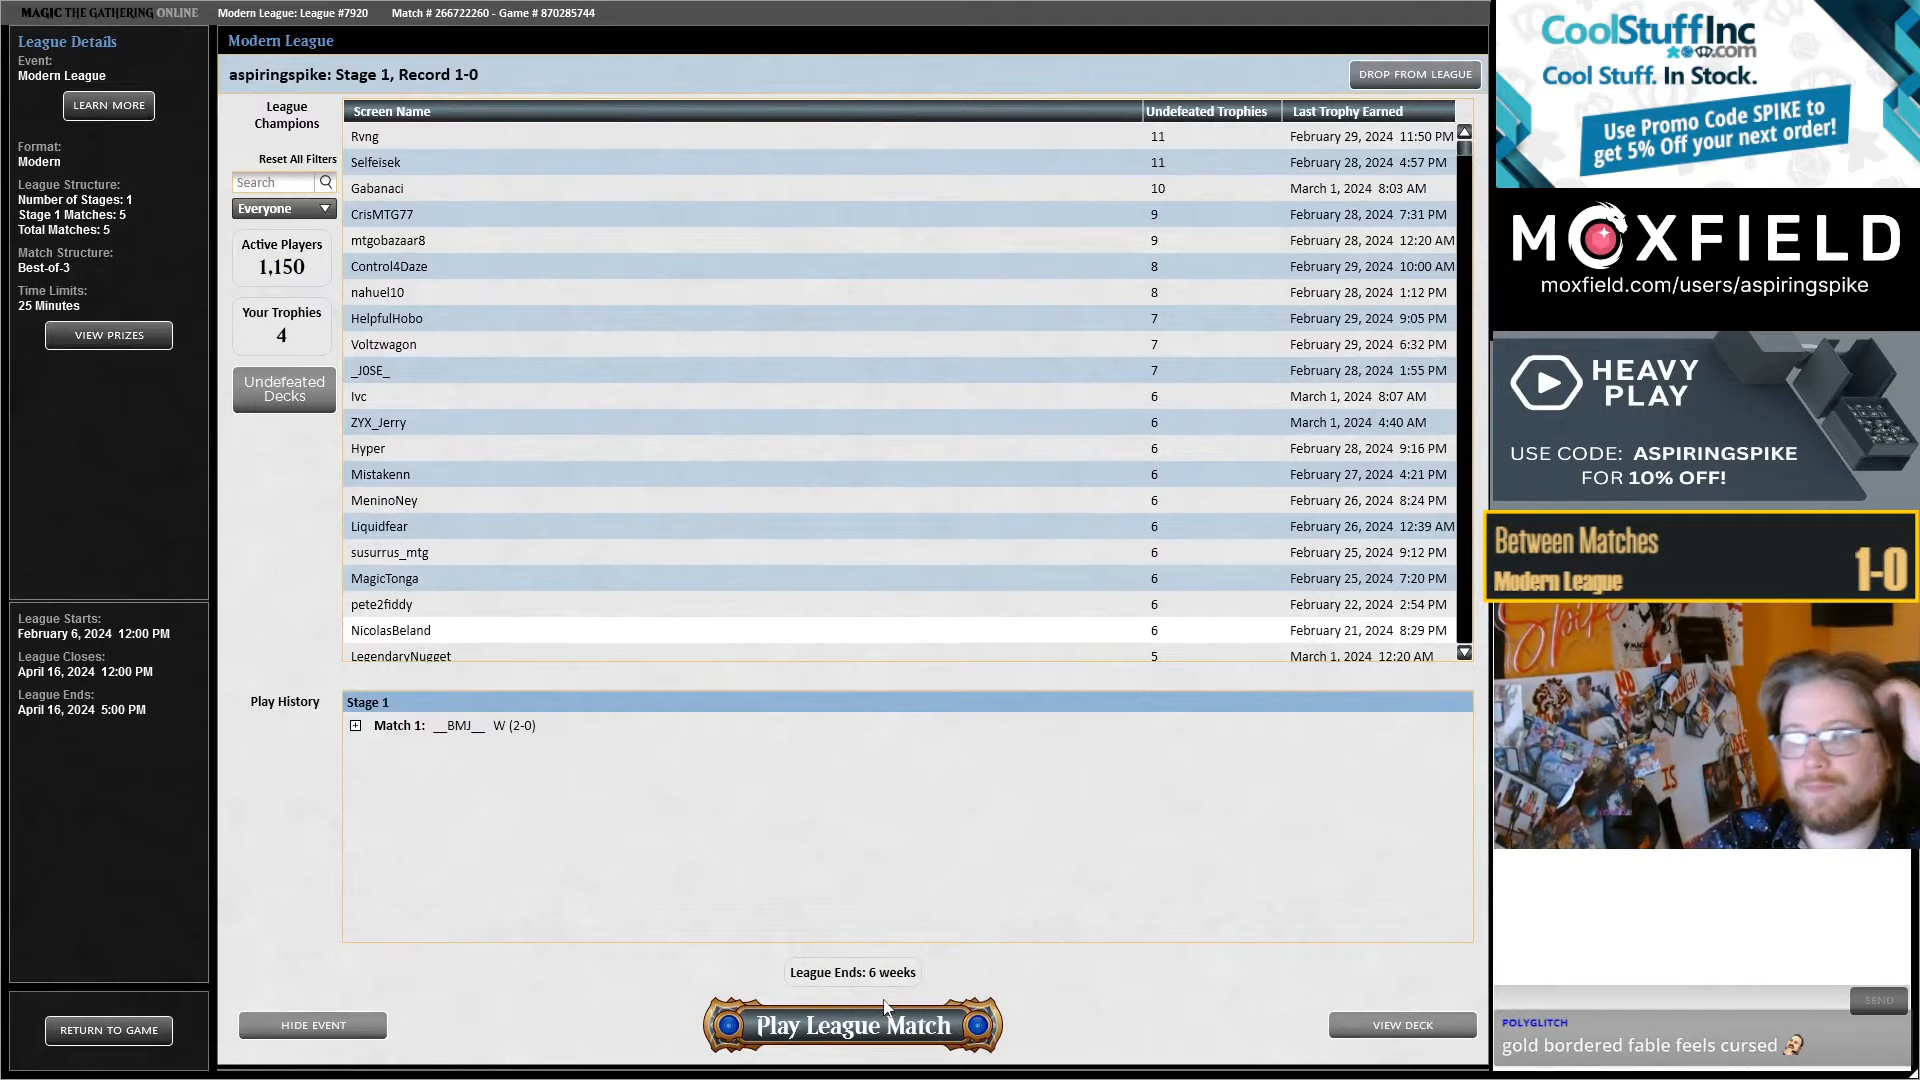 MAGIC THE GATHERING ONLINE
Modern League: League #7920
Match # 266722260 - Game # 870285744
League Details
Event:
Modern League
LEARN MORE
Format:
Modern
League Structure:
Number of Stages: 1
Stage 1 Matches: 5
Total Matches: 5
Match Structure:
Best-of-3
Time Limits:
25 Minutes
VIEW PRIZES
League Starts:
February 6, 2024 12:00 PM
League Closes:
April 16, 2024 12:00 PM
League Ends:
April 16, 2024 5:00 PM
RETURN TO GAME
Modern League
aspiringspike: Stage 1, Record 1-0
DROP FROM LEAGUE
League
Champions
Reset All Filters
Search
Everyone
Active Players
1,150
Your Trophies
4
Undefeated
Decks
Screen Name Undefeated Trophies Last Trophy Earned
Rvng 11 February 29, 2024 11:50 PM
Selfeisek 11 February 28, 2024 4:57 PM
Gabanaci 10 March 1, 2024 8:03 AM
CrisMTG77 9 February 28, 2024 7:31 PM
mtgobazaar8 9 February 28, 2024 12:20 AM
Control4Daze 8 February 29, 2024 10:00 AM
nahuel10 8 February 28, 2024 1:12 PM
HelpfulHobo 7 February 29, 2024 9:05 PM
Voltzwagon 7 February 29, 2024 6:32 PM
_J0SE_ 7 February 28, 2024 1:55 PM
Ivc 6 March 1, 2024 8:07 AM
ZYX_Jerry 6 March 1, 2024 4:40 AM
Hyper 6 February 28, 2024 9:16 PM
Mistakenn 6 February 27, 2024 4:21 PM
MeninoNey 6 February 26, 2024 8:24 PM
Liquidfear 6 February 26, 2024 12:39 AM
susurrus_mtg 6 February 25, 2024 9:12 PM
MagicTonga 6 February 25, 2024 7:20 PM
pete2fiddy 6 February 22, 2024 2:54 PM
NicolasBeland 6 February 21, 2024 8:29 PM
LegendaryNugget 5 March 1, 2024 12:20 AM
Play History
Stage 1
Match 1: __BMJ__ W (2-0)
League Ends: 6 weeks
HIDE EVENT
Play League Match
VIEW DECK
CoolStuffInc
.com
Cool Stuff. In Stock.
Use Promo Code SPIKE to
get 5% Off your next order!
MOXFIELD
moxfield.com/users/aspiringspike
HEAVY
PLAY
USE CODE: ASPIRINGSPIKE
FOR 10% OFF!
Between Matches
Modern League
1-0
Spike
NO
IS
SEND
POLYGLITCH
gold bordered fable feels cursed